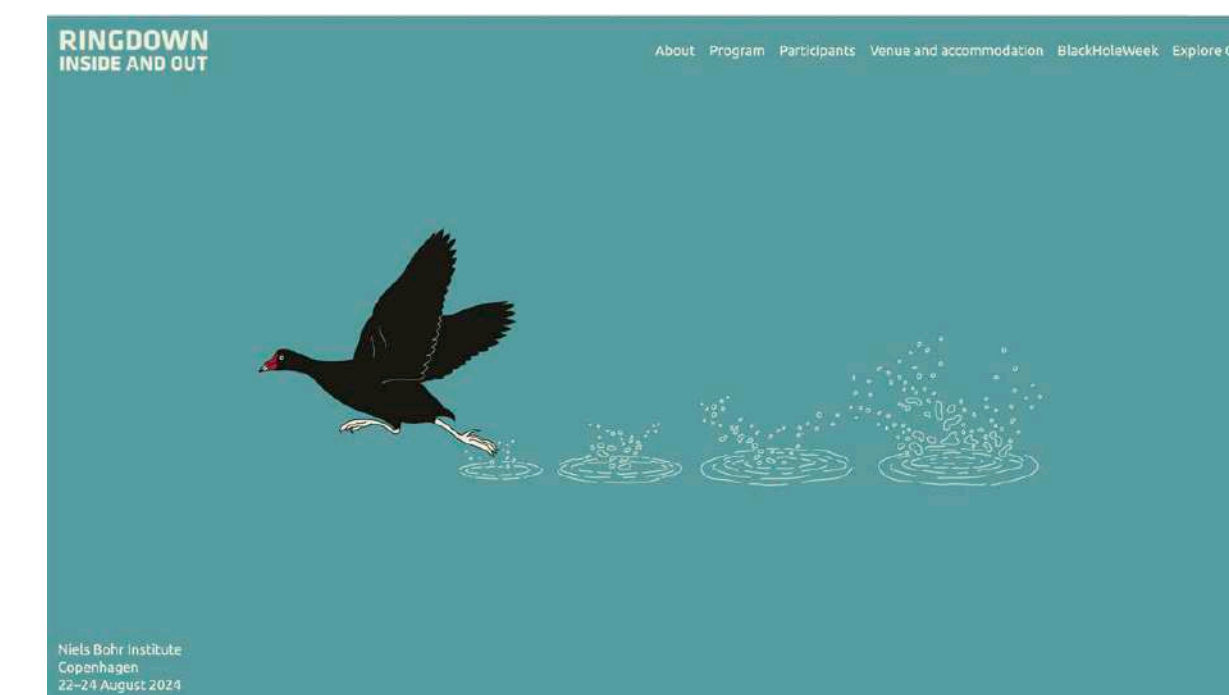 RINGDOWN
INSIDE AND OUT
About Program Participants Venue and accommodation BlackHoleWeek Explore
Niels Bohr Institute
Copenhagen
22–24 August 2024